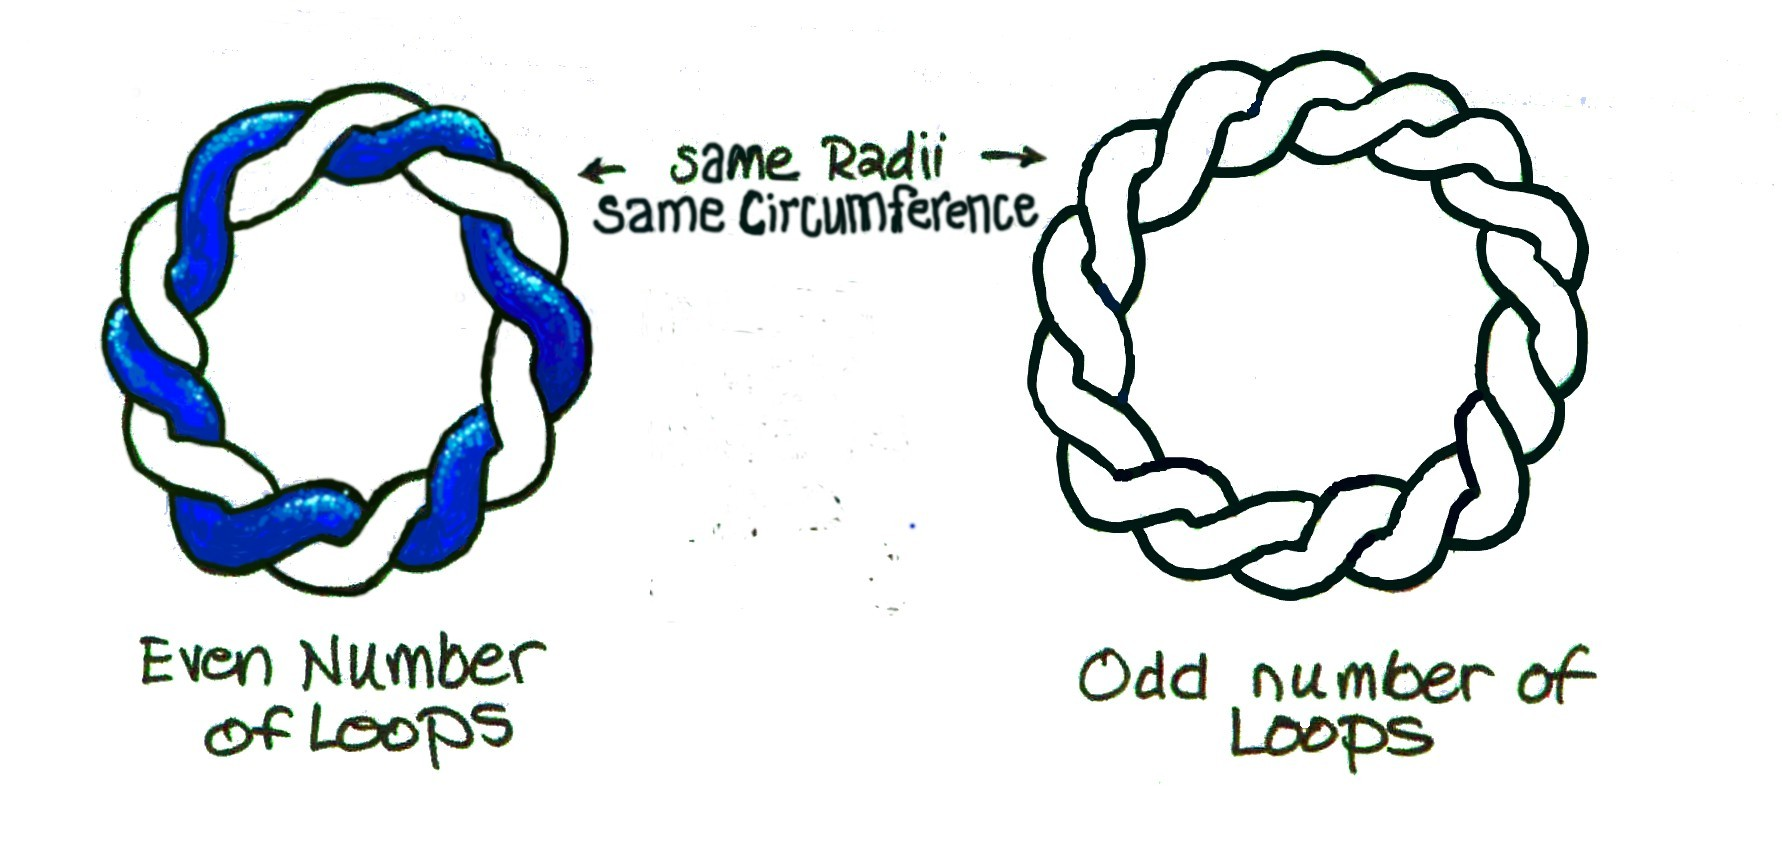 ← same Radii →
same Circumference
Even Number
of Loops
Odd number of
Loops